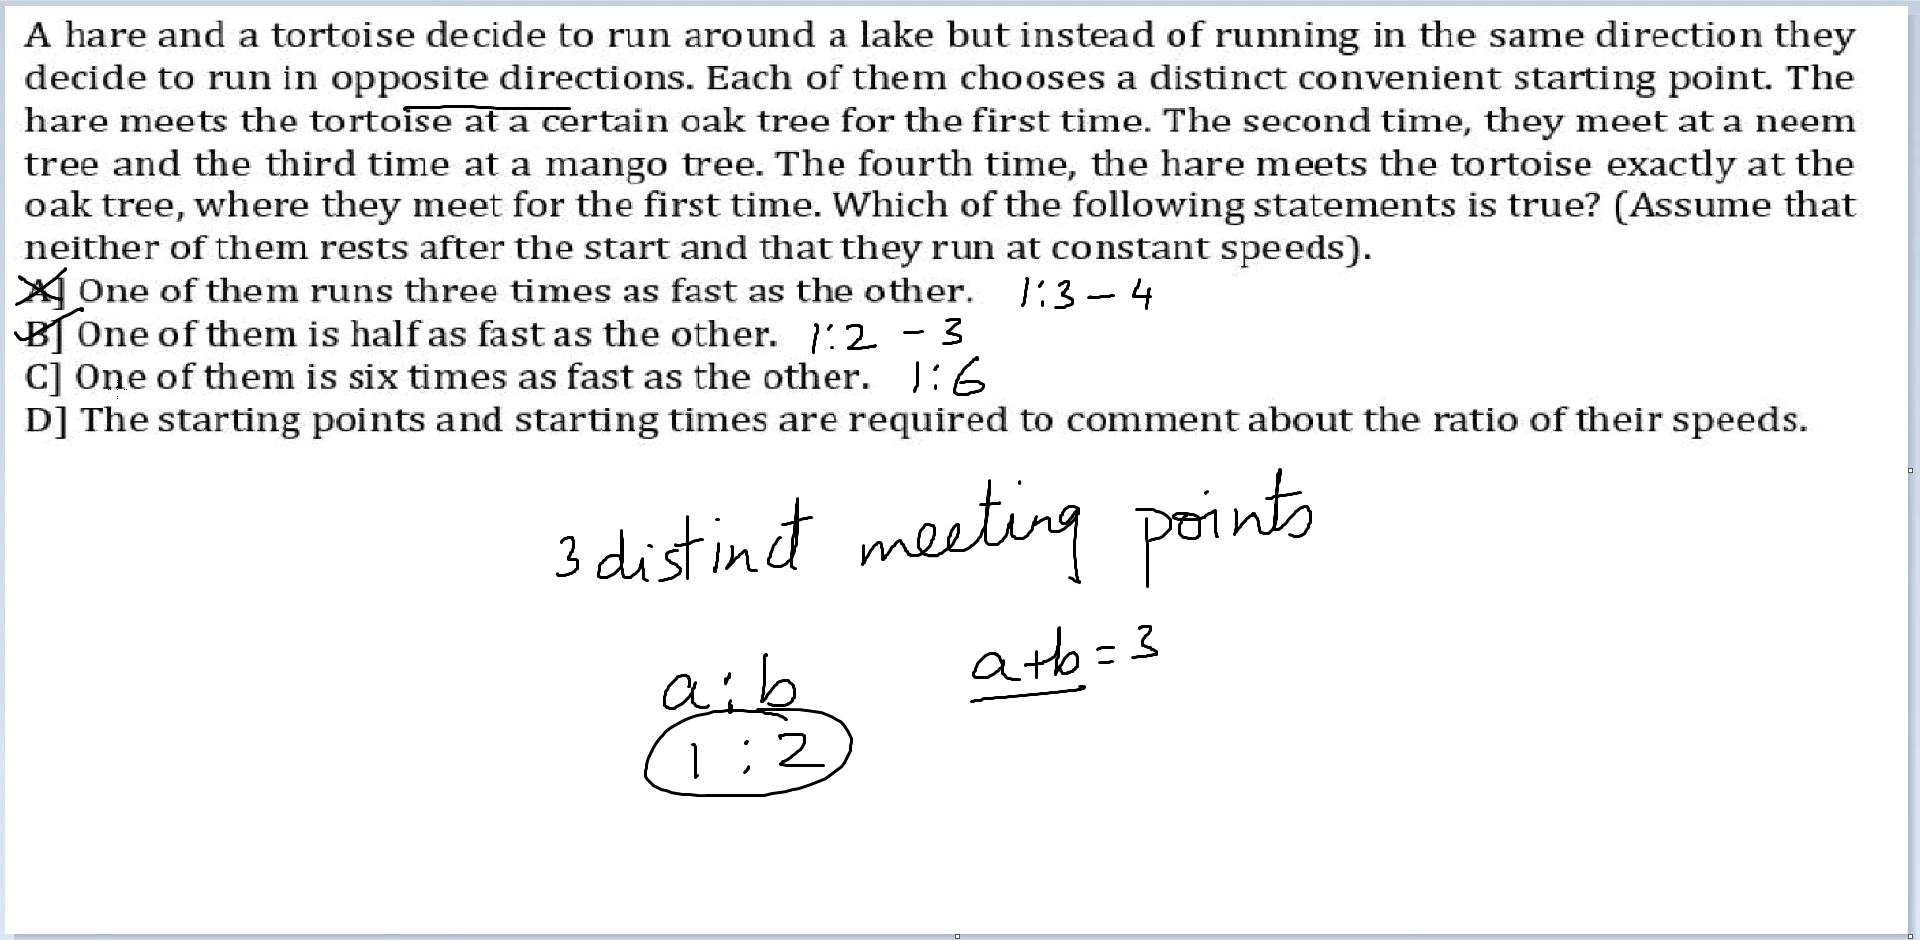 A hare and a tortoise decide to run around a lake but instead of running in the same direction they
decide to run in opposite directions. Each of them chooses a distinct convenient starting point. The
hare meets the tortoise at a certain oak tree for the first time. The second time, they meet at a neem
tree and the third time at a mango tree. The fourth time, the hare meets the tortoise exactly at the
oak tree, where they meet for the first time. Which of the following statements is true? (Assume that
neither of them rests after the start and that they run at constant speeds).
A] One of them runs three times as fast as the other. 1:3 – 4
B] One of them is half as fast as the other. 1:2 – 3
C] One of them is six times as fast as the other. 1:6
D] The starting points and starting times are required to comment about the ratio of their speeds.
3 distinct meeting points
a:b a+b=3
1:2